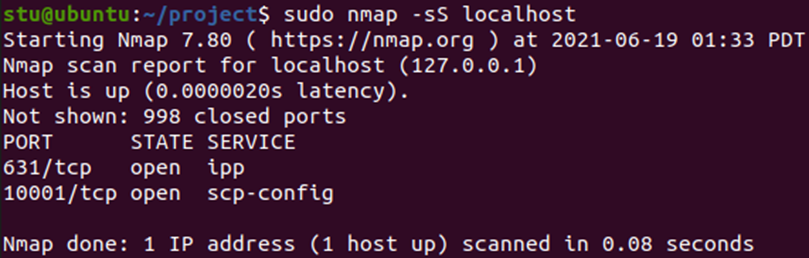 stu@ubuntu:~/project$ sudo nmap -sS localhost
Starting Nmap 7.80 ( https://nmap.org ) at 2021-06-19 01:33 PDT
Nmap scan report for localhost (127.0.0.1)
Host is up (0.0000020s latency).
Not shown: 998 closed ports
PORT      STATE SERVICE
631/tcp   open  ipp
10001/tcp open  scp-config
Nmap done: 1 IP address (1 host up) scanned in 0.08 seconds